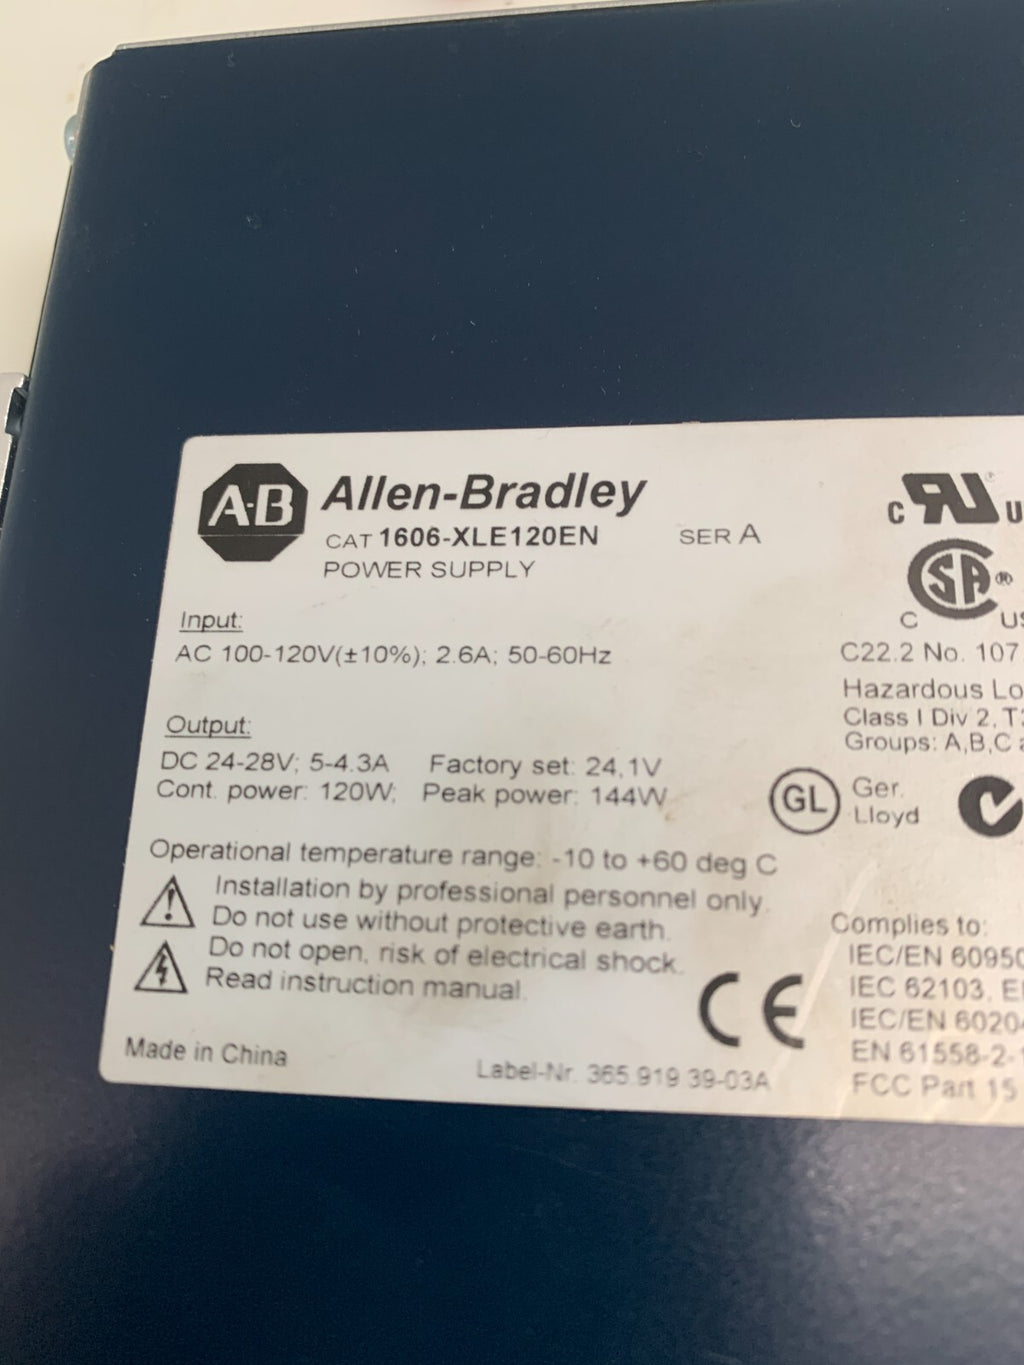 A-B Allen-Bradley
CAT 1606-XLE120EN SER A
POWER SUPPLY
Input:
AC 100-120V(±10%); 2.6A; 50-60Hz
Output:
DC 24-28V; 5-4.3A Factory set: 24,1V
Cont. power: 120W; Peak power: 144W
Operational temperature range: -10 to +60 deg C
Installation by professional personnel only.
Do not use without protective earth.
Do not open, risk of electrical shock.
Read instruction manual.
CE
Made in China
Label-Nr. 365.919 39-03A
C RU U
SA®
C US
C22.2 No. 107
Hazardous Lo
Class I Div 2, T
Groups: A,B,C
GL Ger.
Lloyd
Complies to:
IEC/EN 60950
IEC 62103, E
IEC/EN 60204
EN 61558-2-
FCC Part 15